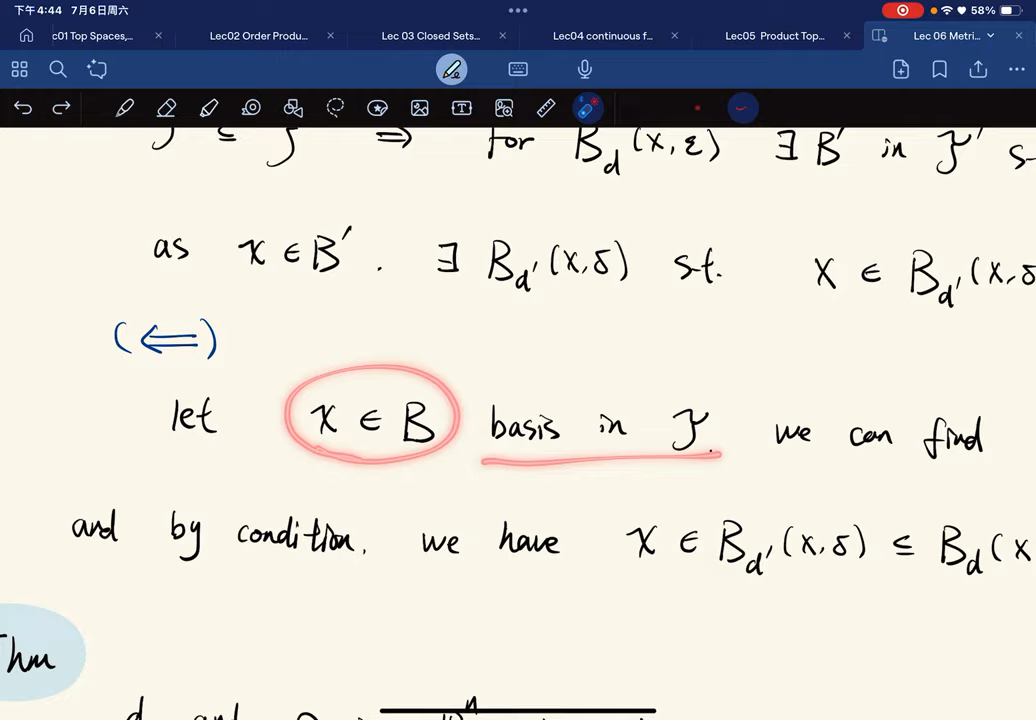 下午4:44 7月6日周六
58%
c01 Top Spaces,...
Lec02 Order Produ...
Lec 03 Closed Sets...
Lec04 continuous f...
Lec05 Product Top...
Lec 06 Metri...
⊆ ⇒ for B_d(x,ε) ∃ B' in 𝒯' s
as x ∈ B'. ∃ B_d'(x,δ) s.t. x ∈ B_d'(x,δ
(⇐)
let x ∈ B basis in 𝒯. we can find
and by condition. we have x ∈ B_d'(x,δ) ⊆ B_d(x
Thm
d and